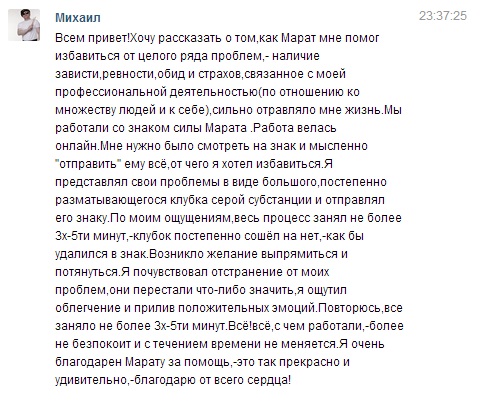 Михаил
23:37:25
Всем привет!Хочу рассказать о том,как Марат мне помог
избавиться от целого ряда проблем,- наличие
зависти,ревности,обид и страхов,связанное с моей
профессиональной деятельностью(по отношению ко
множеству людей и к себе),сильно отравляло мне жизнь.Мы
работали со знаком силы Марата .Работа велась
онлайн.Мне нужно было смотреть на знак и мысленно
"отправить" ему всё,от чего я хотел избавиться.Я
представлял свои проблемы в виде большого,постепенно
разматывающегося клубка серой субстанции и отправлял
его знаку.По моим ощущениям,весь процесс занял не более
3х-5ти минут,-клубок постепенно сошёл на нет,-как бы
удалился в знак.Возникло желание выпрямиться и
потянуться.Я почувствовал отстранение от моих
проблем,они перестали что-либо значить,я ощутил
облегчение и прилив положительных эмоций.Повторюсь,все
заняло не более 3х-5ти минут.Всё!всё,с чем работали,-более
не беспокоит и с течением времени не меняется.Я очень
благодарен Марату за помощь,-это так прекрасно и
удивительно,-благодарю от всего сердца!